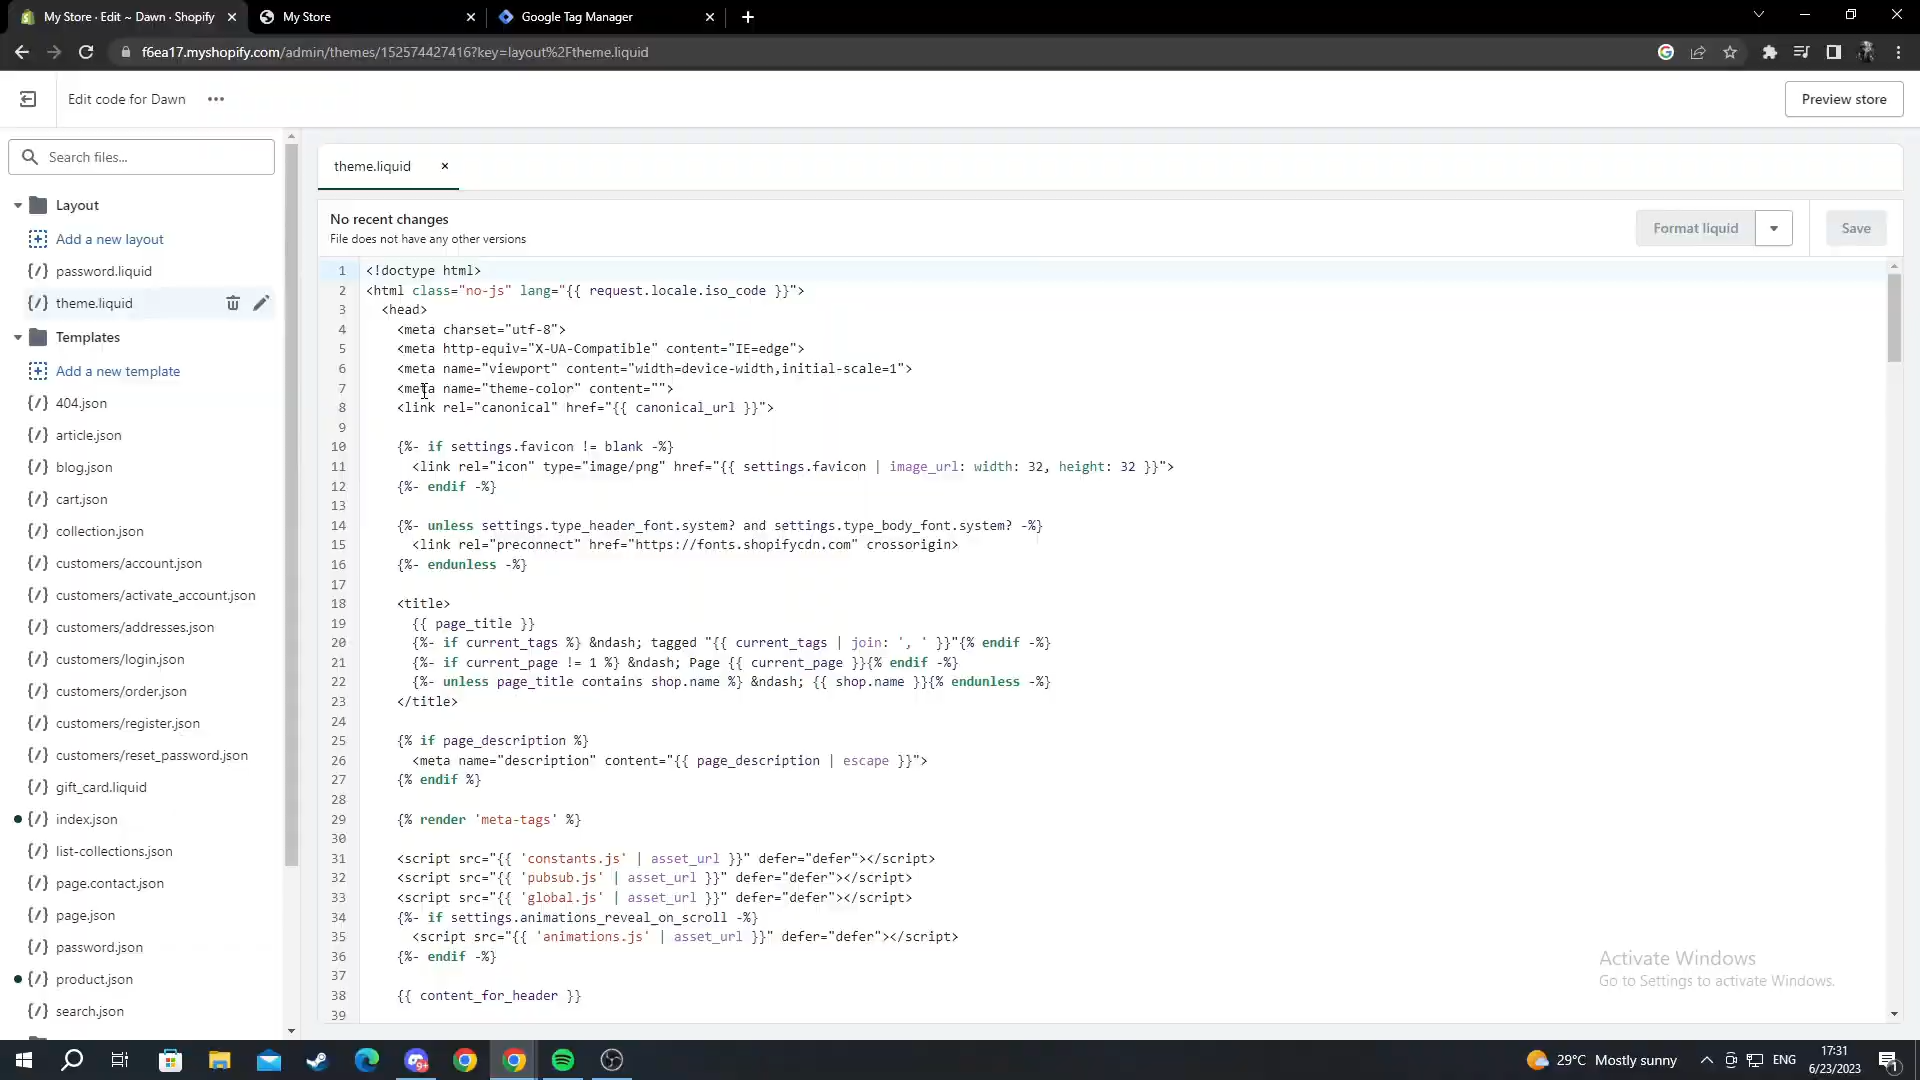 My Store · Edit ~ Dawn · Shopify
My Store
Google Tag Manager
f6ea17.myshopify.com/admin/themes/152574427416?key=layout%2Ftheme.liquid
Edit code for Dawn
Preview store
Search files...
Layout
Add a new layout
password.liquid
theme.liquid
Templates
Add a new template
404.json
article.json
blog.json
cart.json
collection.json
customers/account.json
customers/activate_account.json
customers/addresses.json
customers/login.json
customers/order.json
customers/register.json
customers/reset_password.json
gift_card.liquid
index.json
list-collections.json
page.contact.json
page.json
password.json
product.json
search.json
theme.liquid
No recent changes
File does not have any other versions
Format liquid
Save
1 <!doctype html>
2 <html class="no-js" lang="{{ request.locale.iso_code }}">
3 <head>
4 <meta charset="utf-8">
5 <meta http-equiv="X-UA-Compatible" content="IE=edge">
6 <meta name="viewport" content="width=device-width,initial-scale=1">
7 <meta name="theme-color" content="">
8 <link rel="canonical" href="{{ canonical_url }}">
9
10 {%- if settings.favicon != blank -%}
11 <link rel="icon" type="image/png" href="{{ settings.favicon | image_url: width: 32, height: 32 }}">
12 {%- endif -%}
13
14 {%- unless settings.type_header_font.system? and settings.type_body_font.system? -%}
15 <link rel="preconnect" href="https://fonts.shopifycdn.com" crossorigin>
16 {%- endunless -%}
17
18 <title>
19 {{ page_title }}
20 {%- if current_tags %} &ndash; tagged "{{ current_tags | join: ', ' }}"{% endif -%}
21 {%- if current_page != 1 %} &ndash; Page {{ current_page }}{% endif -%}
22 {%- unless page_title contains shop.name %} &ndash; {{ shop.name }}{% endunless -%}
23 </title>
24
25 {% if page_description %}
26 <meta name="description" content="{{ page_description | escape }}">
27 {% endif %}
28
29 {% render 'meta-tags' %}
30
31 <script src="{{ 'constants.js' | asset_url }}" defer="defer"></script>
32 <script src="{{ 'pubsub.js' | asset_url }}" defer="defer"></script>
33 <script src="{{ 'global.js' | asset_url }}" defer="defer"></script>
34 {%- if settings.animations_reveal_on_scroll -%}
35 <script src="{{ 'animations.js' | asset_url }}" defer="defer"></script>
36 {%- endif -%}
37
38 {{ content_for_header }}
39
Activate Windows
Go to Settings to activate Windows.
29°C Mostly sunny
ENG
17:31
6/23/2023